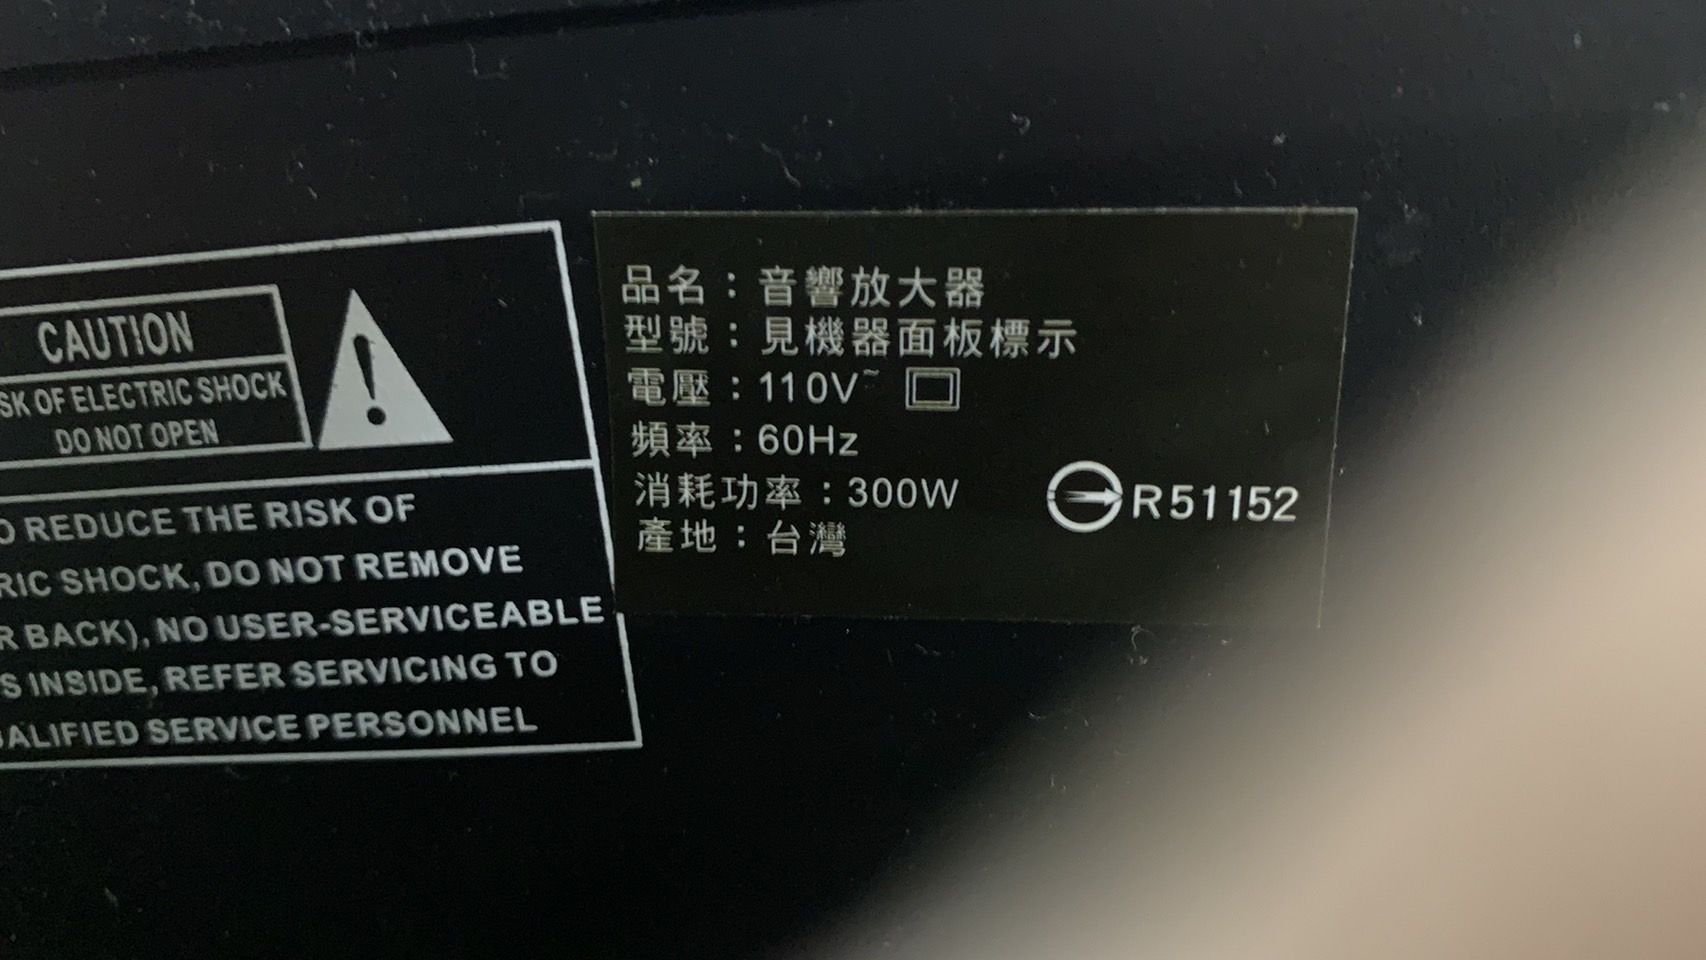 CAUTION
OF ELECTRIC SHOCK
DO NOT OPEN
REDUCE THE RISK OF
SHOCK, DO NOT REMOVE
BACK), NO USER-SERVICEABLE
INSIDE, REFER SERVICING TO
SERVICE PERSONNEL
品名：音響放大器
型號：見機器面板標示
電壓：110V~
頻率：60Hz
消耗功率：300W
R51152
產地：台灣